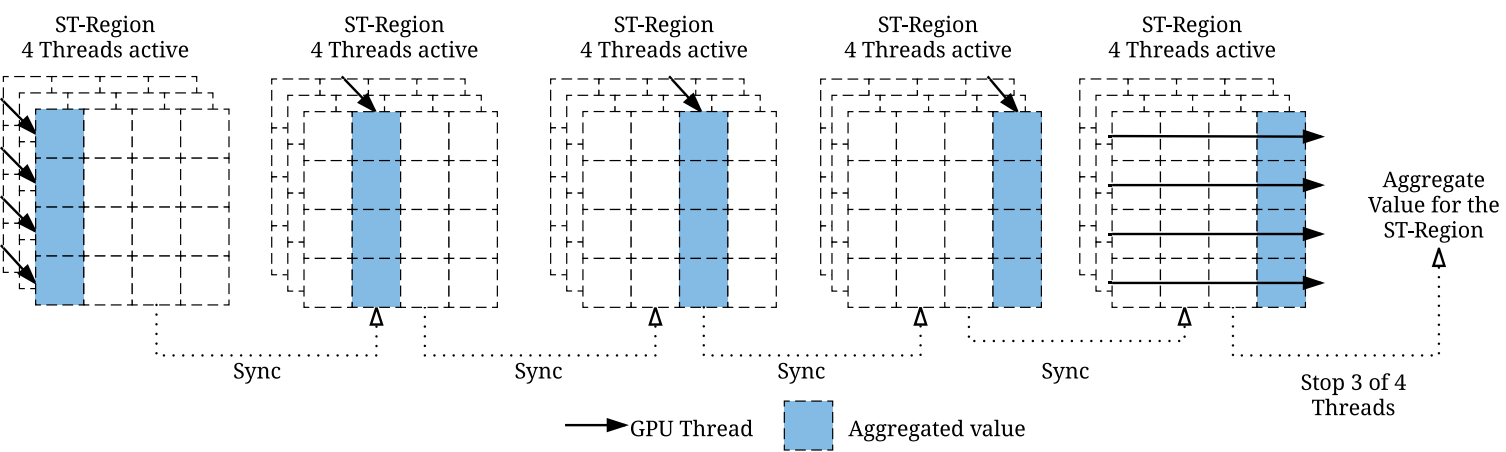 ST-Region
4 Threads active
ST-Region
4 Threads active
ST-Region
4 Threads active
ST-Region
4 Threads active
ST-Region
4 Threads active
Aggregate
Value for the
ST-Region
Sync
Sync
Sync
Sync
Stop 3 of 4
Threads
GPU Thread
Aggregated value